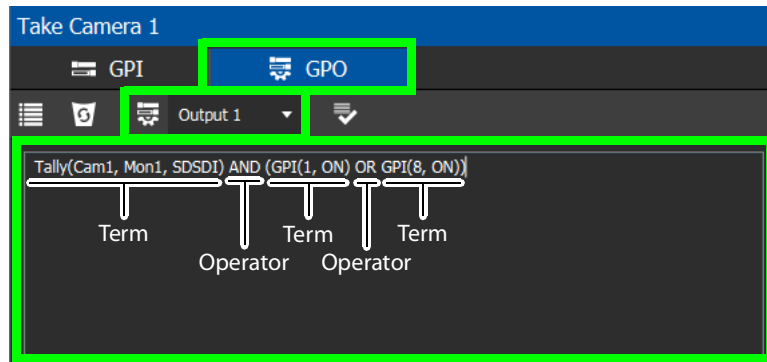 Take Camera 1
GPI GPO
Output 1
Tally(Cam1, Mon1, SDSDI) AND (GPI(1, ON) OR GPI(8, ON))
Term Term Term
Operator Operator